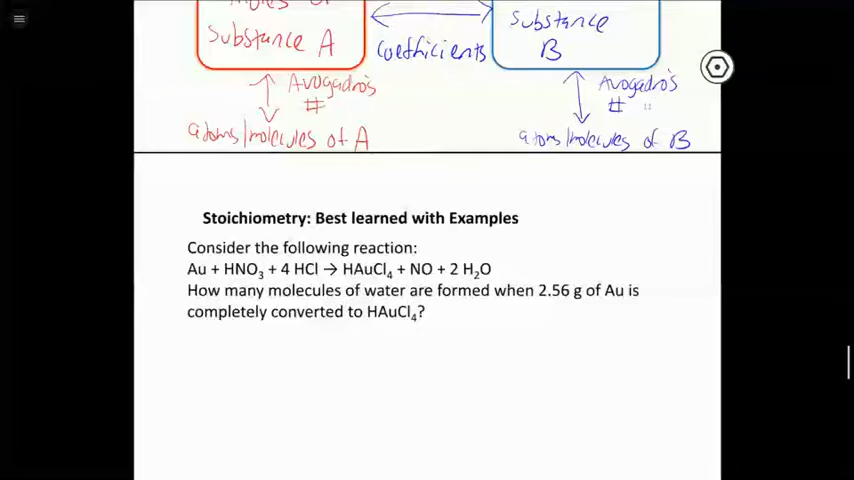 moles of
substance A
coefficients
substance
B
Avogadro's
#
atoms/molecules of A
Avogadro's
#
atoms/molecules of B
Stoichiometry: Best learned with Examples
Consider the following reaction:
Au + HNO₃ + 4 HCl → HAuCl₄ + NO + 2 H₂O
How many molecules of water are formed when 2.56 g of Au is
completely converted to HAuCl₄?